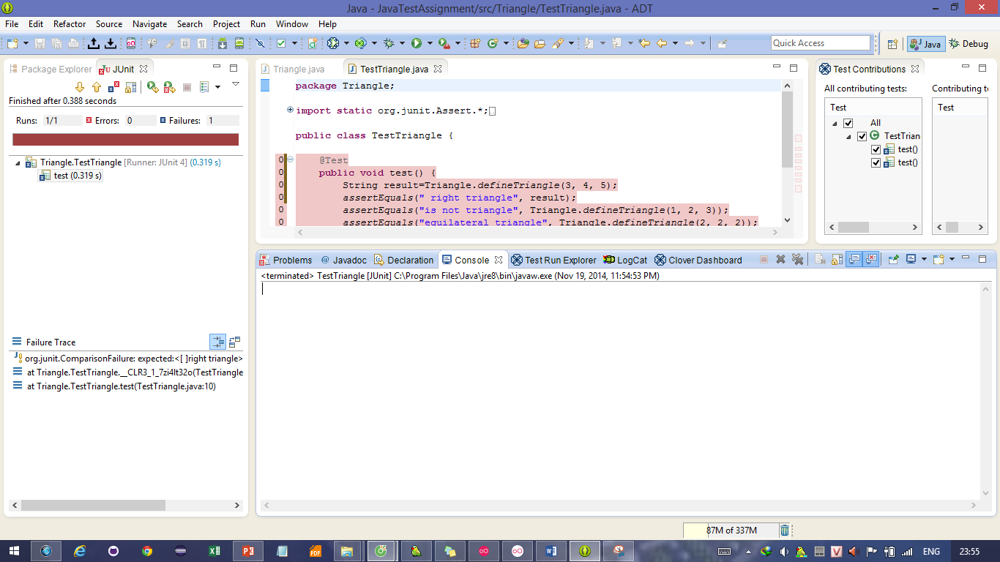 Java - JavaTestAssignment/src/Triangle/TestTriangle.java - ADT
File Edit Refactor Source Navigate Search Project Run Window Help
Quick Access
Java
Debug
Package Explorer
JUnit
Finished after 0.388 seconds
Runs: 1/1 Errors: 0 Failures: 1
Triangle.TestTriangle [Runner: JUnit 4] (0.319 s)
test (0.319 s)
Failure Trace
org.junit.ComparisonFailure: expected:<[ ]right triangle>
at Triangle.TestTriangle.__CLR3_1_7zi4lt32o(TestTriangle
at Triangle.TestTriangle.test(TestTriangle.java:10)
Triangle.java
TestTriangle.java
package Triangle;
import static org.junit.Assert.*;
public class TestTriangle {
0 @Test
0 public void test() {
0 String result=Triangle.defineTriangle(3, 4, 5);
0 assertEquals(" right triangle", result);
0 assertEquals("is not triangle", Triangle.defineTriangle(1, 2, 3));
0 assertEquals("equilateral triangle", Triangle.defineTriangle(2, 2, 2));
Test Contributions
All contributing tests:
Contributing te
Test
Test
All
TestTrian
test()
test()
Problems @ Javadoc Declaration Console Test Run Explorer LogCat Clover Dashboard
<terminated> TestTriangle [JUnit] C:\Program Files\Java\jre8\bin\javaw.exe (Nov 19, 2014, 11:54:53 PM)
87M of 337M
ENG
23:55